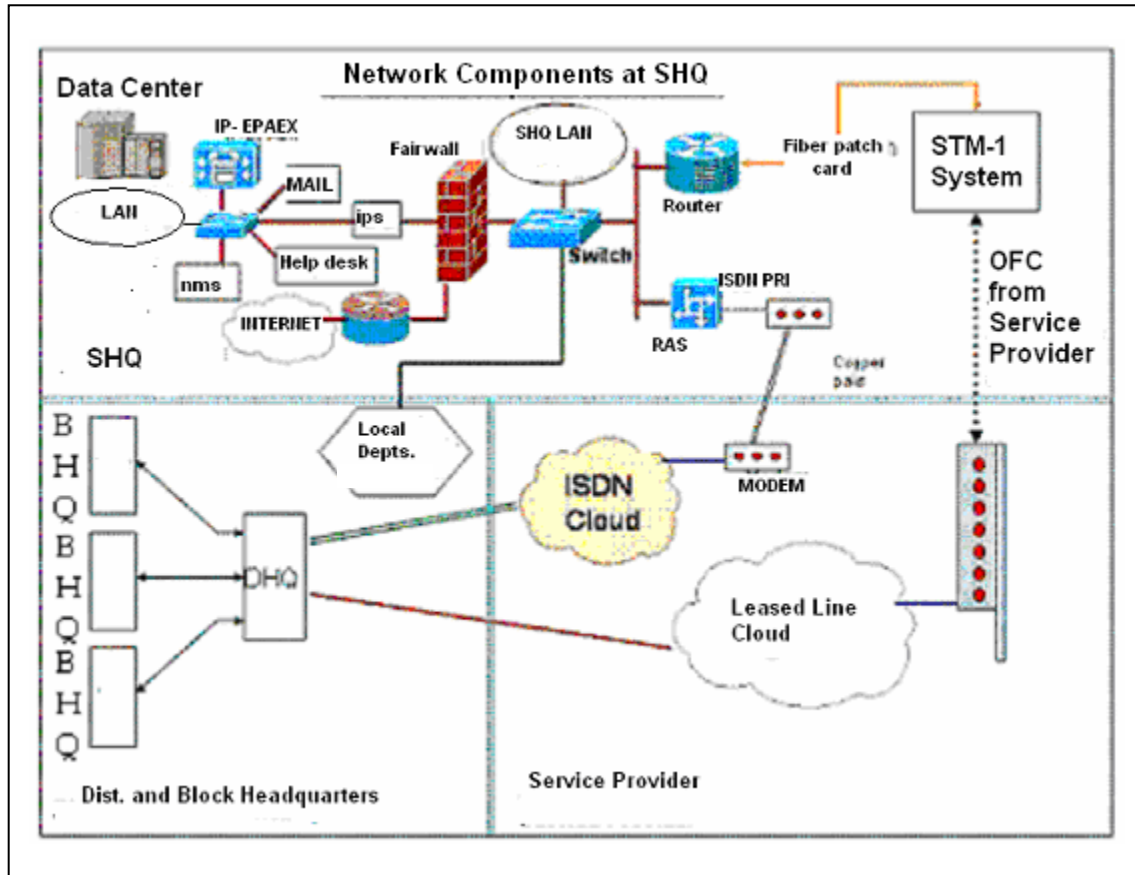 Network Components at SHQ
Data Center
IP- EPAEX
MAIL
LAN
ips
Help desk
nms
INTERNET
SHQ
Fairwall
SHQ LAN
Switch
Router
Fiber patch
card
STM-1
System
ISDN PRI
RAS
OFC
from
Service
Provider
Copper
Local
Depts.
B
H
Q
B
H
Q
B
H
Q
DHQ
ISDN
Cloud
MODEM
Leased Line
Cloud
Dist. and Block Headquarters
Service Provider